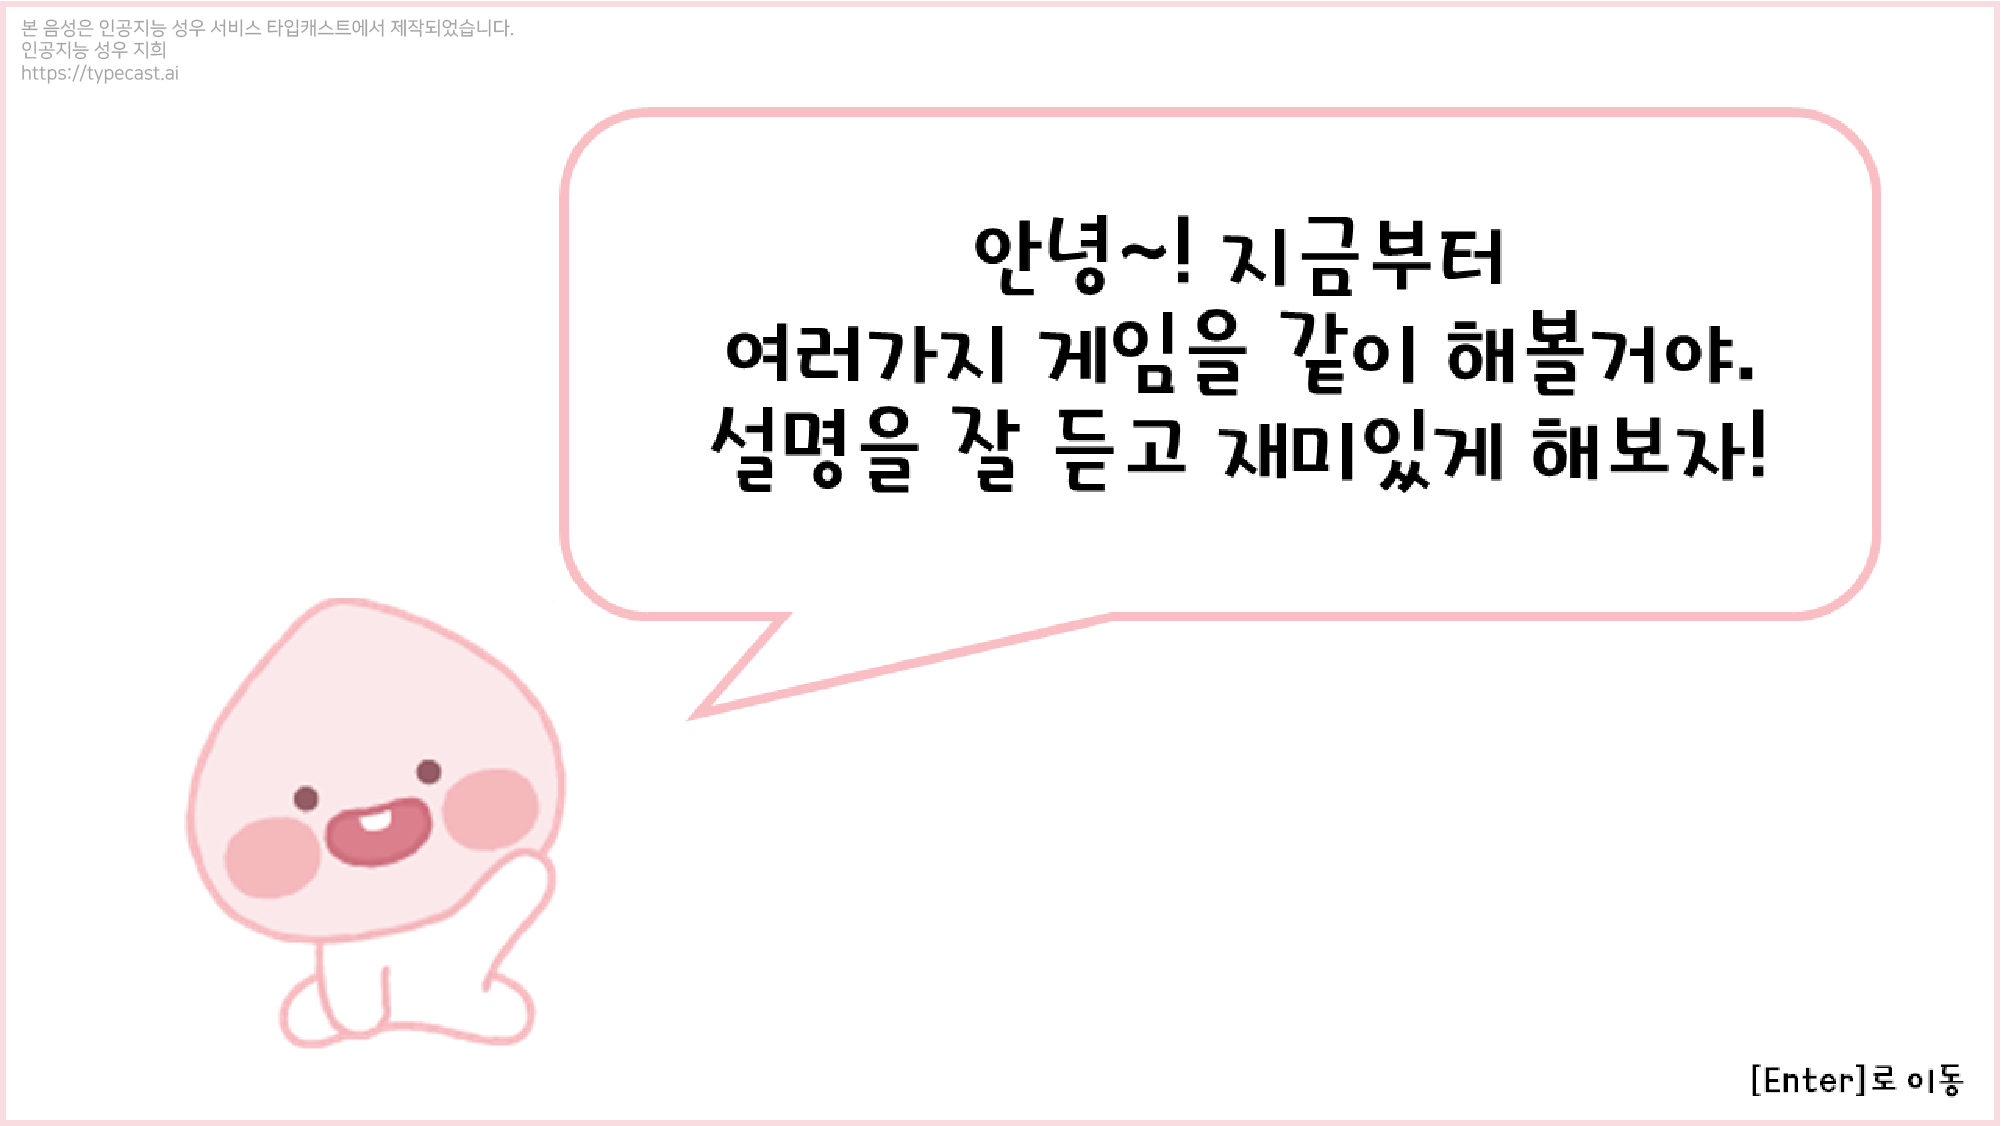 본 음성은 인공지능 성우 서비스 타입캐스트에서 제작되었습니다.
인공지능 성우 지희
https://typecast.ai
안녕~! 지금부터
여러가지 게임을 같이 해볼거야.
설명을 잘 듣고 재미있게 해보자!
[Enter]로 이동